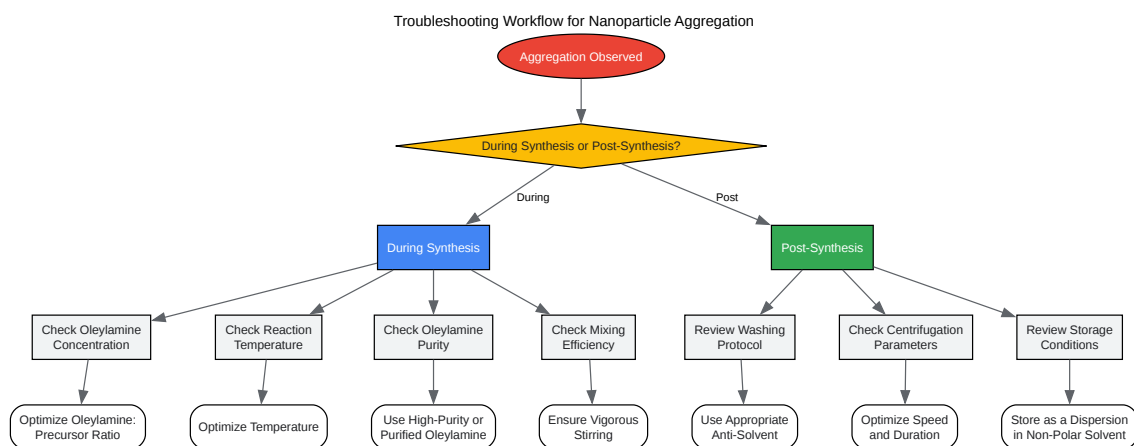 Troubleshooting Workflow for Nanoparticle Aggregation
Aggregation Observed
During Synthesis or Post-Synthesis?
During
Post
During Synthesis
Post-Synthesis
Check Oleylamine
Concentration
Check Reaction
Temperature
Check Oleylamine
Purity
Check Mixing
Efficiency
Review Washing
Protocol
Check Centrifugation
Parameters
Review Storage
Conditions
Optimize Oleylamine:
Precursor Ratio
Optimize Temperature
Use High-Purity or
Purified Oleylamine
Ensure Vigorous
Stirring
Use Appropriate
Anti-Solvent
Optimize Speed
and Duration
Store as a Dispersion
in Non-Polar Solvent